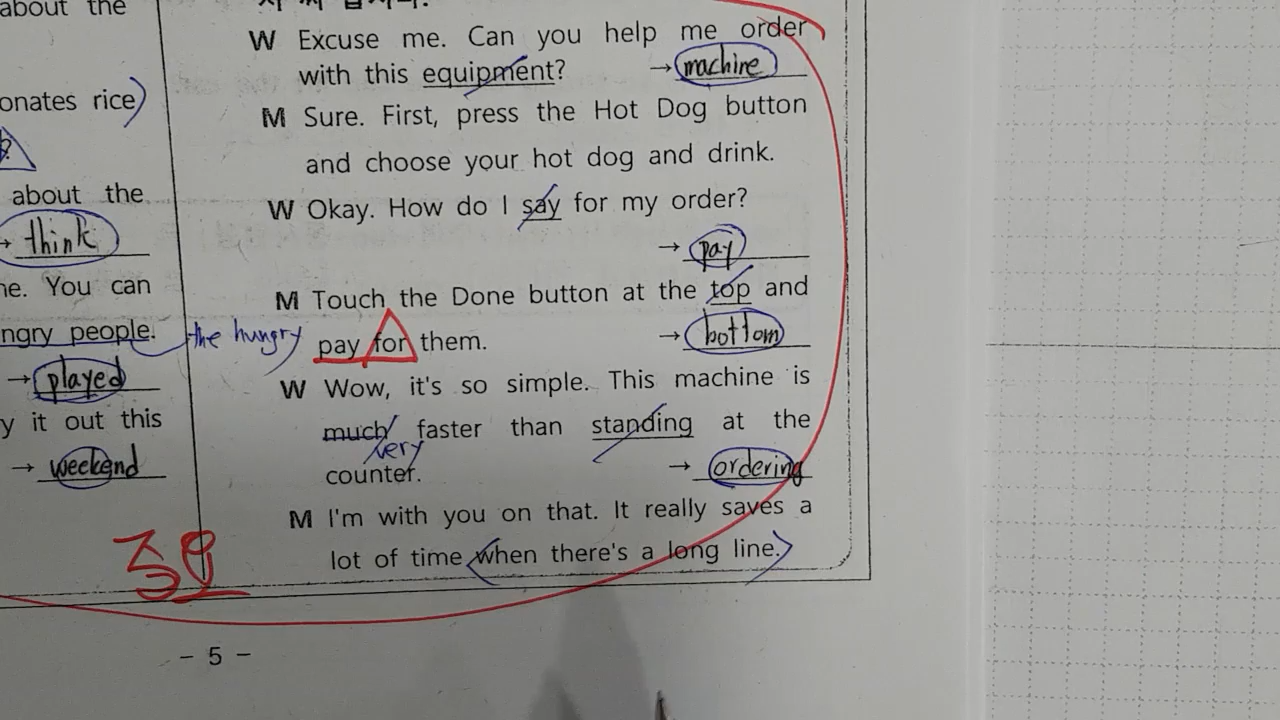 about the
onates rice)
about the
→ think
ne. You can
ngry people. the hungry
→ played
y it out this
→ weekend
W Excuse me. Can you help me order
with this equipment? → machine
M Sure. First, press the Hot Dog button
and choose your hot dog and drink.
W Okay. How do I say for my order?
→ pay
M Touch the Done button at the top and
pay for them. → bottom
W Wow, it's so simple. This machine is
much faster than standing at the
very
counter. → ordering
M I'm with you on that. It really saves a
lot of time <when there's a long line.>
- 5 -